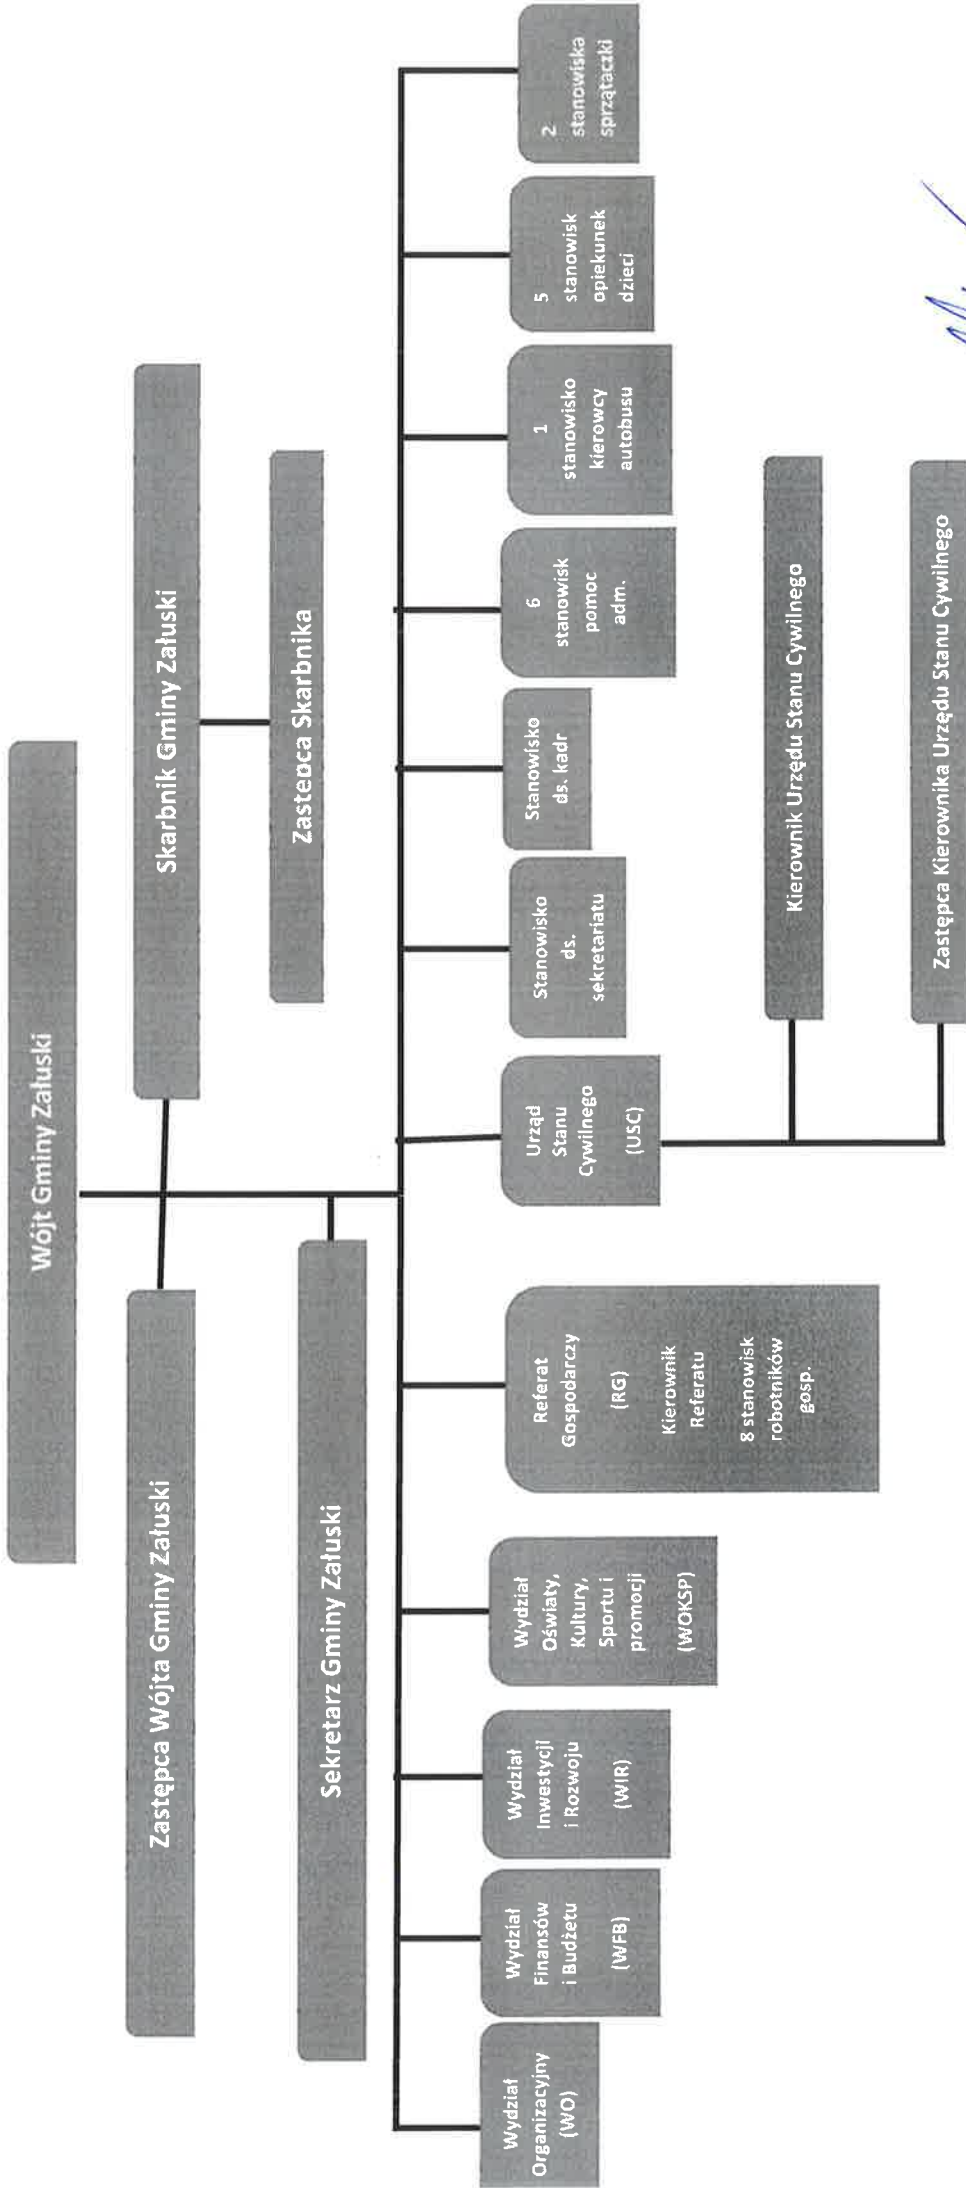 Wójt Gminy Załuski
Zastępca Wójta Gminy Załuski
Skarbnik Gminy Załuski
Zastępca Skarbnika
Sekretarz Gminy Załuski
Wydział
Organizacyjny
(WO)
Wydział
Finansów
i Budżetu
(WFB)
Wydział
Inwestycji
i Rozwoju
(WIR)
Wydział
Oświaty,
Kultury,
Sportu i
promocji
(WOKSP)
Referat
Gospodarczy
(RG)
Kierownik
Referatu
8 stanowisk
robotników
gosp.
Urząd
Stanu
Cywilnego
(USC)
Stanowisko
ds.
sekretariatu
Stanowisko
ds. kadr
6
stanowisk
pomoc
adm.
1
stanowisko
kierowcy
autobusu
5
stanowisk
opiekunek
dzieci
2
stanowiska
sprzątaczki
Kierownik Urzędu Stanu Cywilnego
Zastępca Kierownika Urzędu Stanu Cywilnego